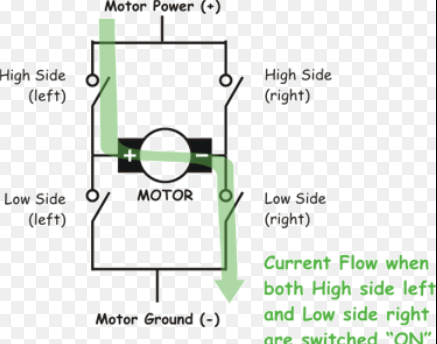 Motor Power (+)
High Side
(left)
High Side
(right)
+
–
MOTOR
Low Side
(left)
Low Side
(right)
Current Flow when
both High side left
and Low side right
are switched "ON"
Motor Ground (-)